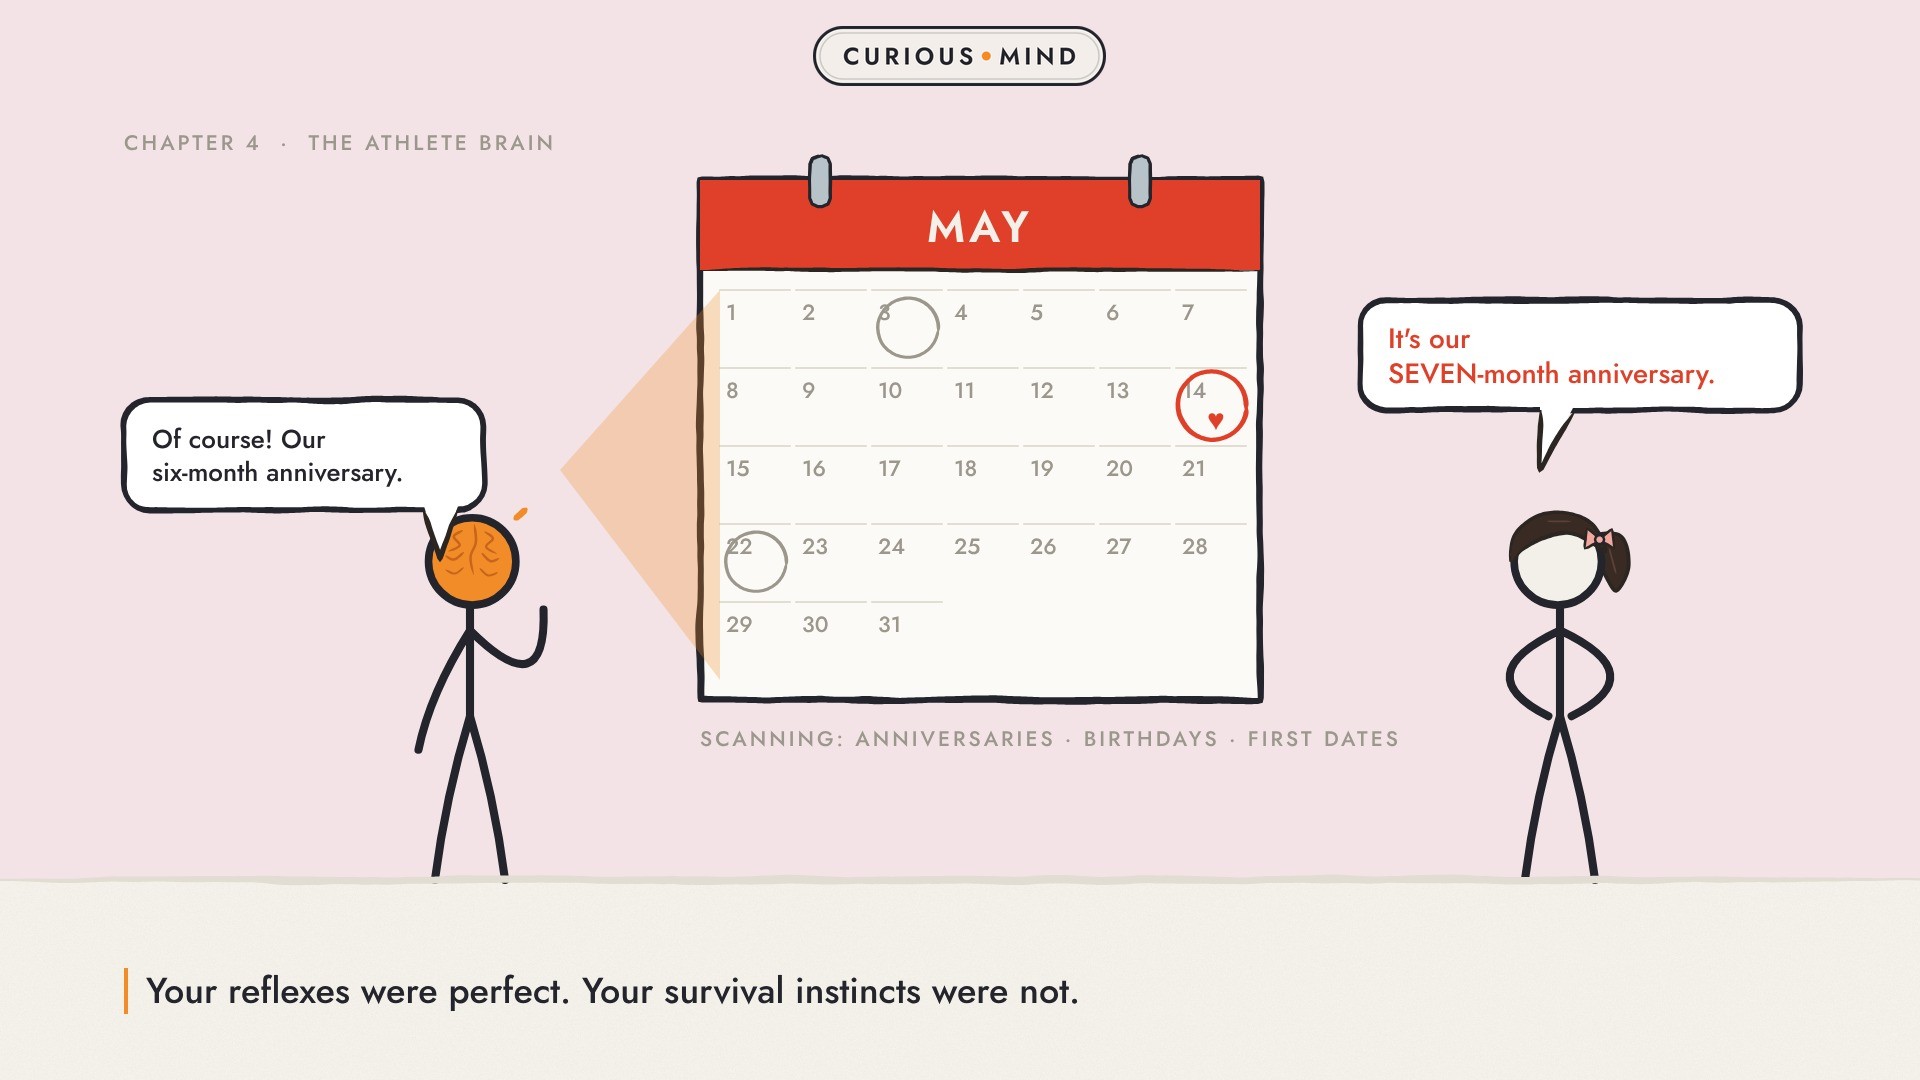 CURIOUS•MIND
CHAPTER 4 · THE ATHLETE BRAIN
MAY
1 2 3 4 5 6 7
8 9 10 11 12 13 14 ♥
15 16 17 18 19 20 21
22 23 24 25 26 27 28
29 30 31
Of course! Our
six-month anniversary.
It's our
SEVEN-month anniversary.
SCANNING: ANNIVERSARIES · BIRTHDAYS · FIRST DATES
Your reflexes were perfect. Your survival instincts were not.